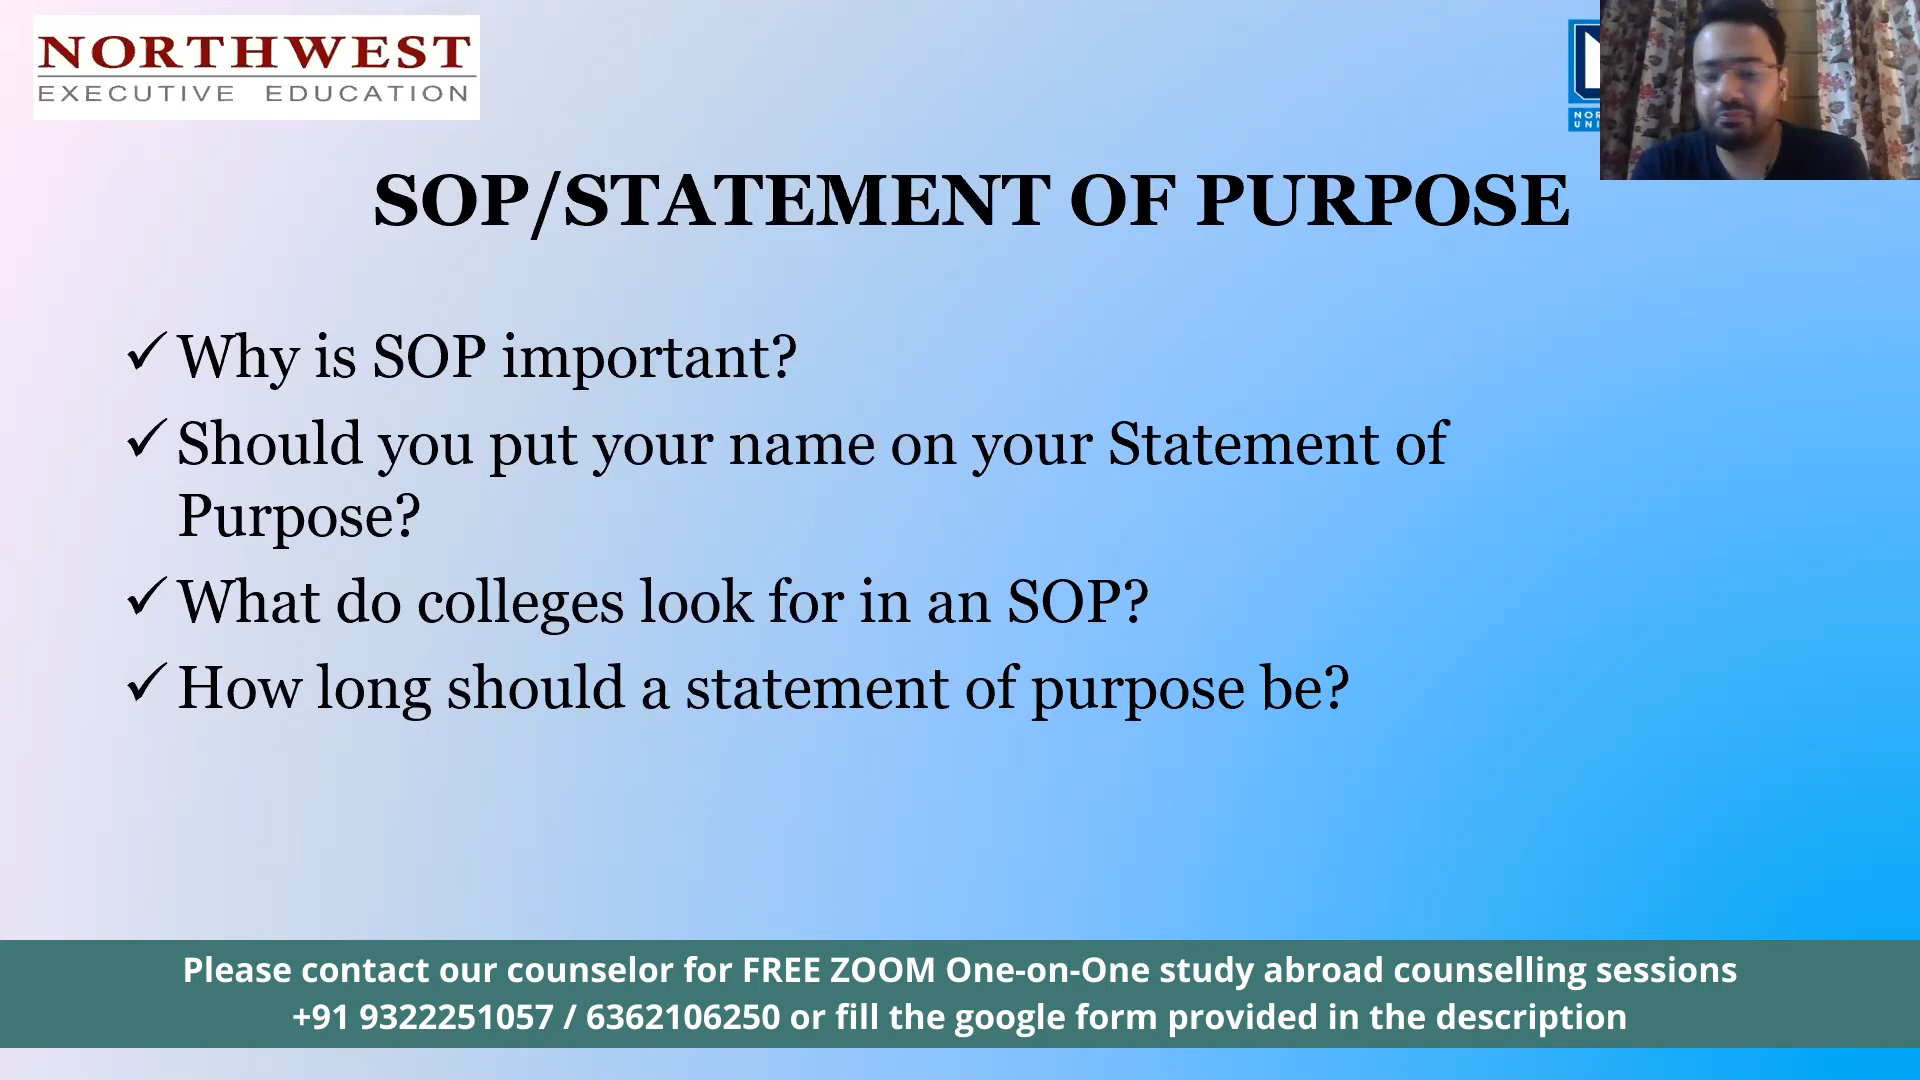 NORTHWEST
EXECUTIVE EDUCATION
SOP/STATEMENT OF PURPOSE
✓ Why is SOP important?
✓ Should you put your name on your Statement of
Purpose?
✓ What do colleges look for in an SOP?
✓ How long should a statement of purpose be?
Please contact our counselor for FREE ZOOM One-on-One study abroad counselling sessions
+91 9322251057 / 6362106250 or fill the google form provided in the description